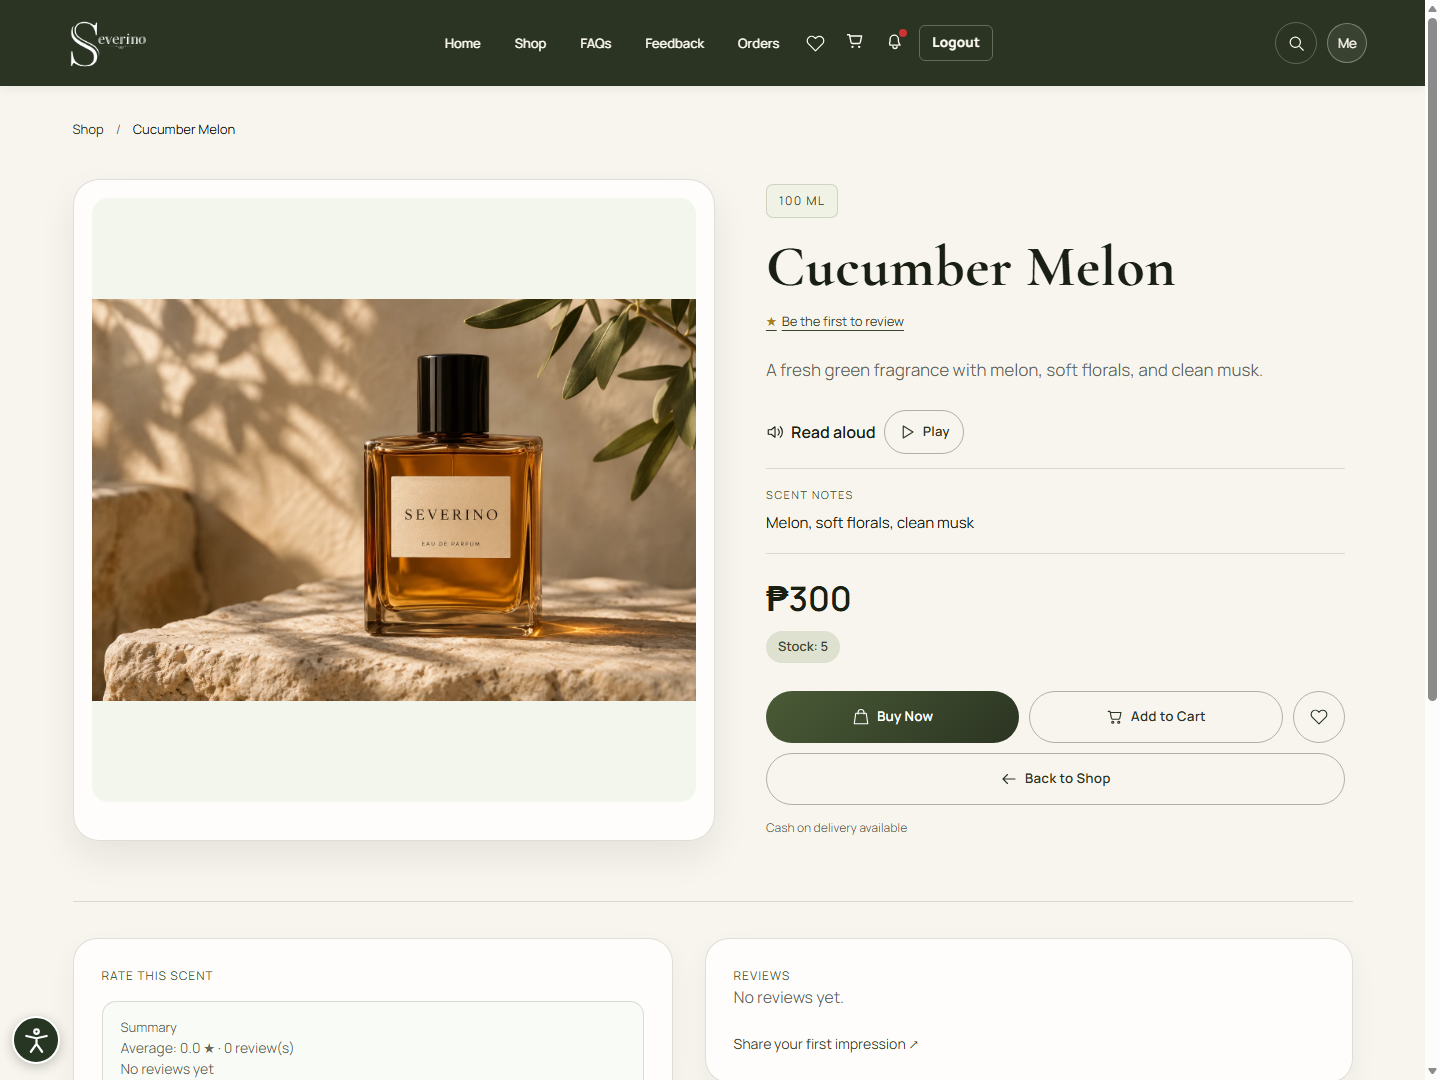 Severino
Home
Shop
FAQs
Feedback
Orders
Logout
Me
Shop / Cucumber Melon
100 ML
Cucumber Melon
★ Be the first to review
A fresh green fragrance with melon, soft florals, and clean musk.
Read aloud
Play
SCENT NOTES
Melon, soft florals, clean musk
₱300
Stock: 5
Buy Now
Add to Cart
← Back to Shop
Cash on delivery available
SEVERINO
EAU DE PARFUM
RATE THIS SCENT
Summary
Average: 0.0 ★ · 0 review(s)
No reviews yet
REVIEWS
No reviews yet.
Share your first impression ↗